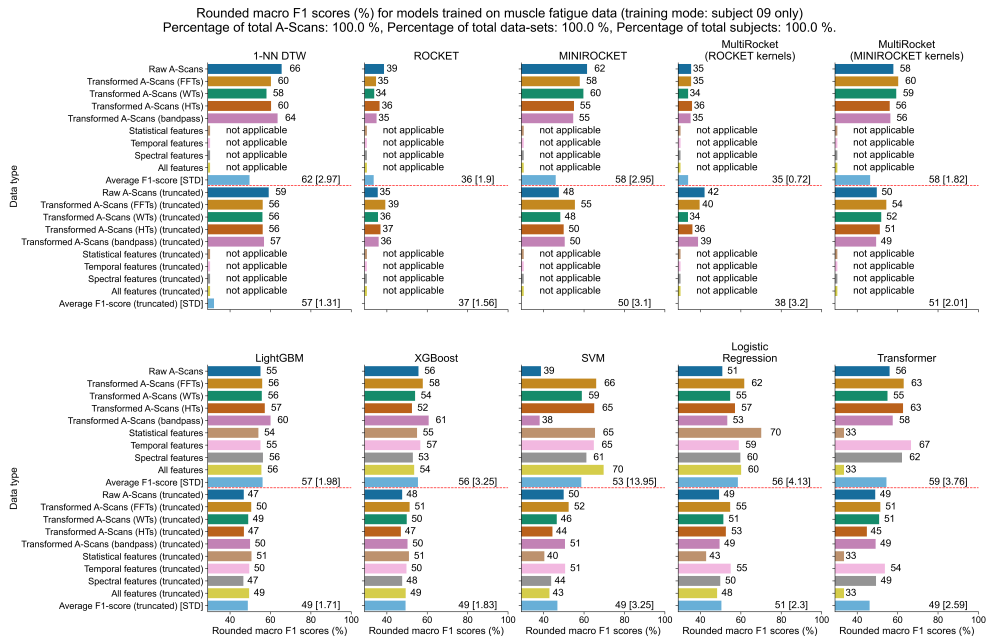 Rounded macro F1 scores (%) for models trained on muscle fatigue data (training mode: subject 09 only)
Percentage of total A-Scans: 100.0 %, Percentage of total data-sets: 100.0 %, Percentage of total subjects: 100.0 %.
1-NN DTW ROCKET MINIROCKET MultiRocket (ROCKET kernels) MultiRocket (MINIROCKET kernels)
Data type
Raw A-Scans 66 39 62 35 58
Transformed A-Scans (FFTs) 60 35 58 35 60
Transformed A-Scans (WTs) 58 34 60 34 59
Transformed A-Scans (HTs) 60 36 55 36 56
Transformed A-Scans (bandpass) 64 35 55 35 56
Statistical features not applicable not applicable not applicable not applicable not applicable
Temporal features not applicable not applicable not applicable not applicable not applicable
Spectral features not applicable not applicable not applicable not applicable not applicable
All features not applicable not applicable not applicable not applicable not applicable
Average F1-score [STD] 62 [2.97] 36 [1.9] 58 [2.95] 35 [0.72] 58 [1.82]
Raw A-Scans (truncated) 59 35 48 42 50
Transformed A-Scans (FFTs) (truncated) 56 39 55 40 54
Transformed A-Scans (WTs) (truncated) 56 36 48 34 52
Transformed A-Scans (HTs) (truncated) 56 37 50 36 51
Transformed A-Scans (bandpass) (truncated) 57 36 50 39 49
Statistical features (truncated) not applicable not applicable not applicable not applicable not applicable
Temporal features (truncated) not applicable not applicable not applicable not applicable not applicable
Spectral features (truncated) not applicable not applicable not applicable not applicable not applicable
All features (truncated) not applicable not applicable not applicable not applicable not applicable
Average F1-score (truncated) [STD] 57 [1.31] 37 [1.56] 50 [3.1] 38 [3.2] 51 [2.01]
LightGBM XGBoost SVM Logistic Regression Transformer
Data type
Raw A-Scans 55 56 39 51 56
Transformed A-Scans (FFTs) 56 58 66 62 63
Transformed A-Scans (WTs) 56 54 59 55 55
Transformed A-Scans (HTs) 57 52 65 57 63
Transformed A-Scans (bandpass) 60 61 38 53 58
Statistical features 54 55 65 70 33
Temporal features 55 57 65 59 67
Spectral features 56 53 61 60 62
All features 56 54 70 60 33
Average F1-score [STD] 57 [1.98] 56 [3.25] 53 [13.95] 56 [4.13] 59 [3.76]
Raw A-Scans (truncated) 47 48 50 49 49
Transformed A-Scans (FFTs) (truncated) 50 51 52 55 51
Transformed A-Scans (WTs) (truncated) 49 50 46 51 51
Transformed A-Scans (HTs) (truncated) 47 47 44 53 45
Transformed A-Scans (bandpass) (truncated) 50 50 51 49 49
Statistical features (truncated) 51 51 40 43 33
Temporal features (truncated) 50 50 51 55 54
Spectral features (truncated) 47 48 44 50 49
All features (truncated) 49 49 43 48 33
Average F1-score (truncated) [STD] 49 [1.71] 49 [1.83] 49 [3.25] 51 [2.3] 49 [2.59]
0 20 40 60 80 100 0 20 40 60 80 100 0 20 40 60 80 100 0 20 40 60 80 100 0 20 40 60 80 100
Rounded macro F1 scores (%) Rounded macro F1 scores (%) Rounded macro F1 scores (%) Rounded macro F1 scores (%) Rounded macro F1 scores (%)